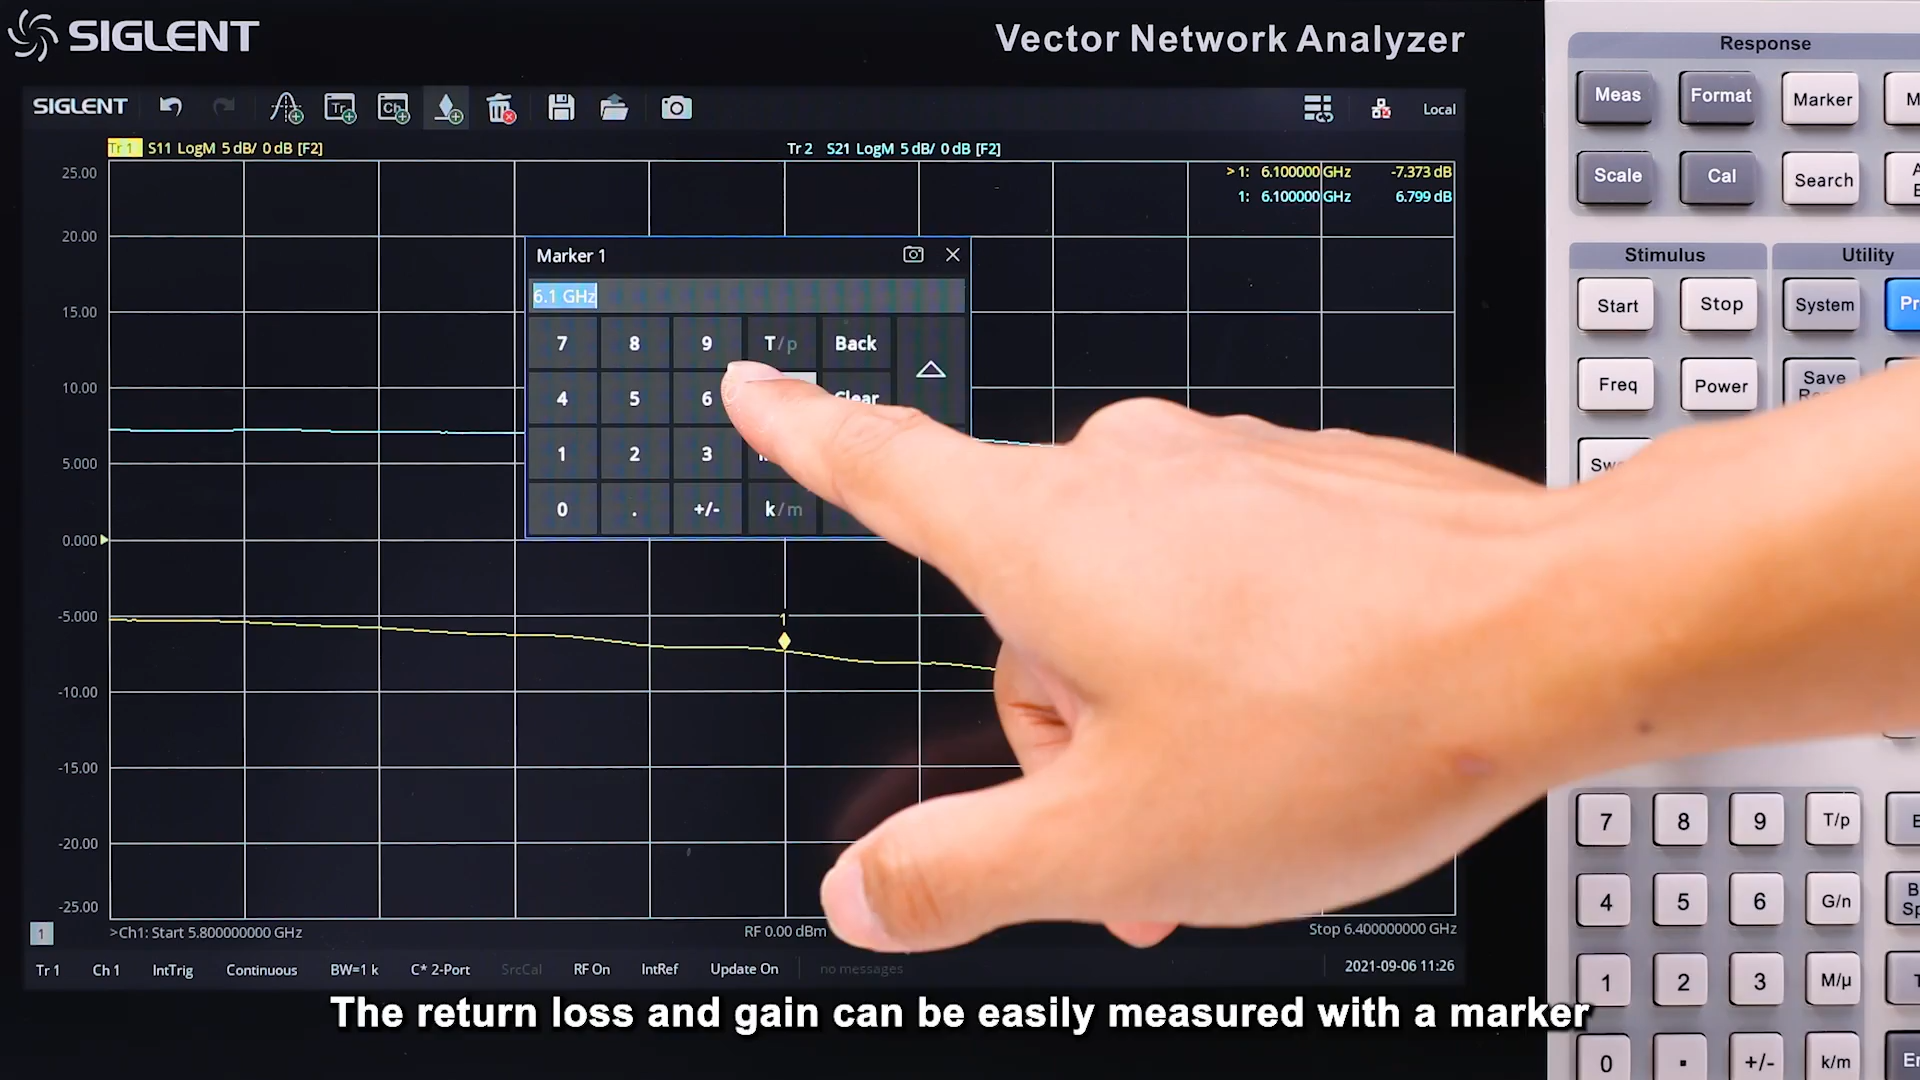 SIGLENT
Vector Network Analyzer
SIGLENT
Tr
Ch
Local
Tr 1 S11 LogM 5 dB/ 0 dB [F2]
Tr 2 S21 LogM 5 dB/ 0 dB [F2]
> 1: 6.100000 GHz -7.373 dB
1: 6.100000 GHz 6.799 dB
25.00
20.00
15.00
10.00
5.000
0.000
-5.000
-10.00
-15.00
-20.00
-25.00
Marker 1
6.1 GHz
7 8 9 T/p Back
4 5 6 Clear
1 2 3
0 . +/- k/m
1
1
>Ch1: Start 5.800000000 GHz
RF 0.00 dBm
Stop 6.400000000 GHz
Tr 1 Ch 1 IntTrig Continuous BW=1 k C* 2-Port SrcCal RF On IntRef Update On no messages
2021-09-06 11:26
Response
Meas Format Marker M
Scale Cal Search
Stimulus
Utility
Start Stop System Pr
Freq Power Save
7 8 9 T/p
4 5 6 G/n
1 2 3 M/µ
0 . +/- k/m
The return loss and gain can be easily measured with a marker